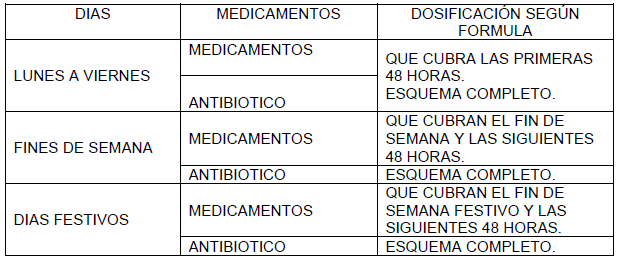 DIAS MEDICAMENTOS DOSIFICACIÓN SEGÚN
FORMULA
LUNES A VIERNES
MEDICAMENTOS
ANTIBIOTICO
QUE CUBRA LAS PRIMERAS
48 HORAS.
ESQUEMA COMPLETO.
FINES DE SEMANA
MEDICAMENTOS
QUE CUBRAN EL FIN DE
SEMANA Y LAS SIGUIENTES
48 HORAS.
ANTIBIOTICO ESQUEMA COMPLETO.
DIAS FESTIVOS
MEDICAMENTOS
QUE CUBRAN EL FIN DE
SEMANA FESTIVO Y LAS
SIGUIENTES 48 HORAS.
ANTIBIOTICO ESQUEMA COMPLETO.